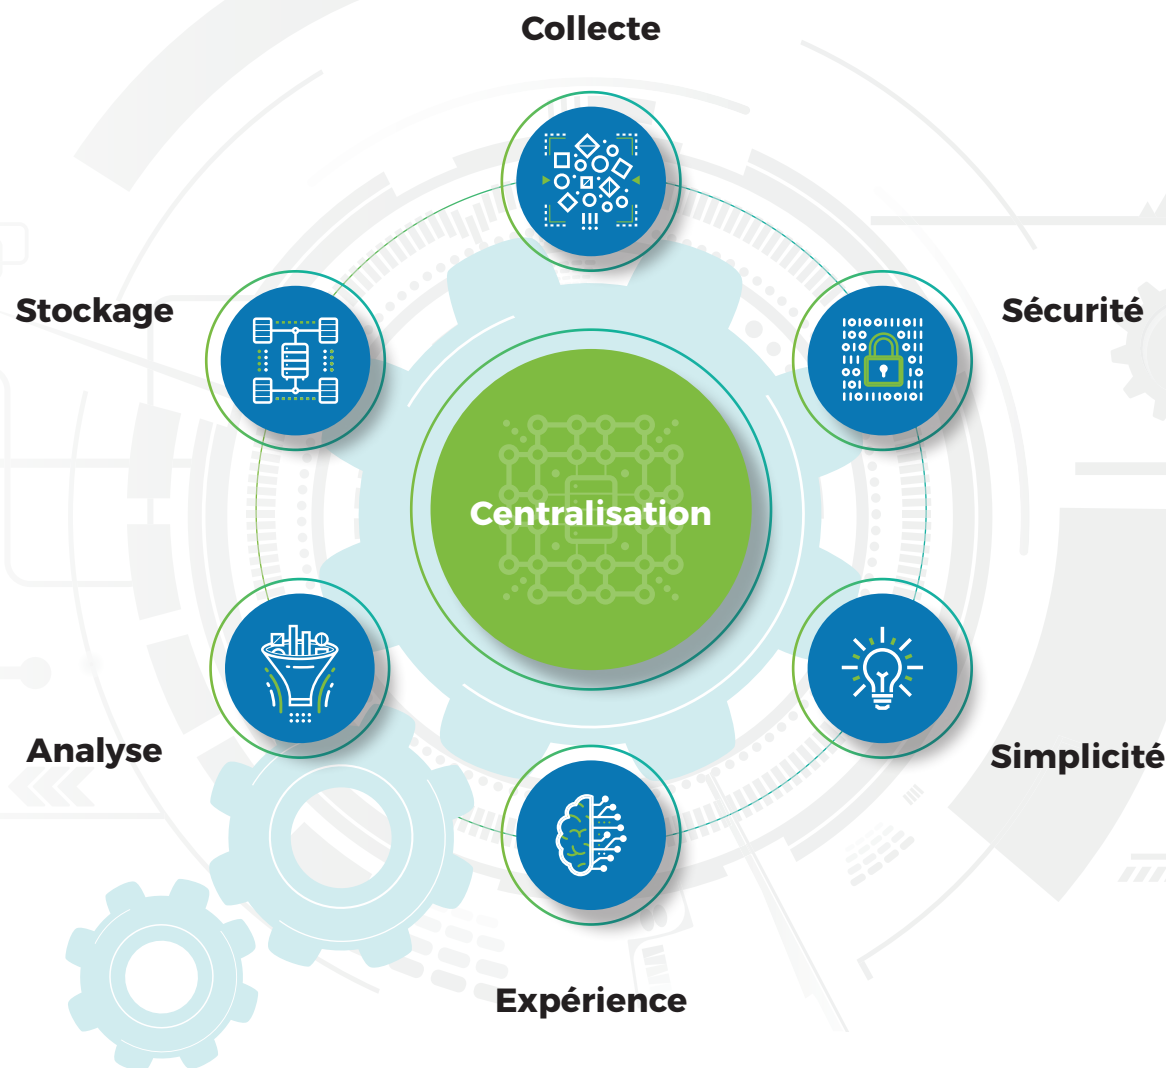 Collecte
Stockage
Sécurité
Centralisation
Analyse
Simplicité
Expérience